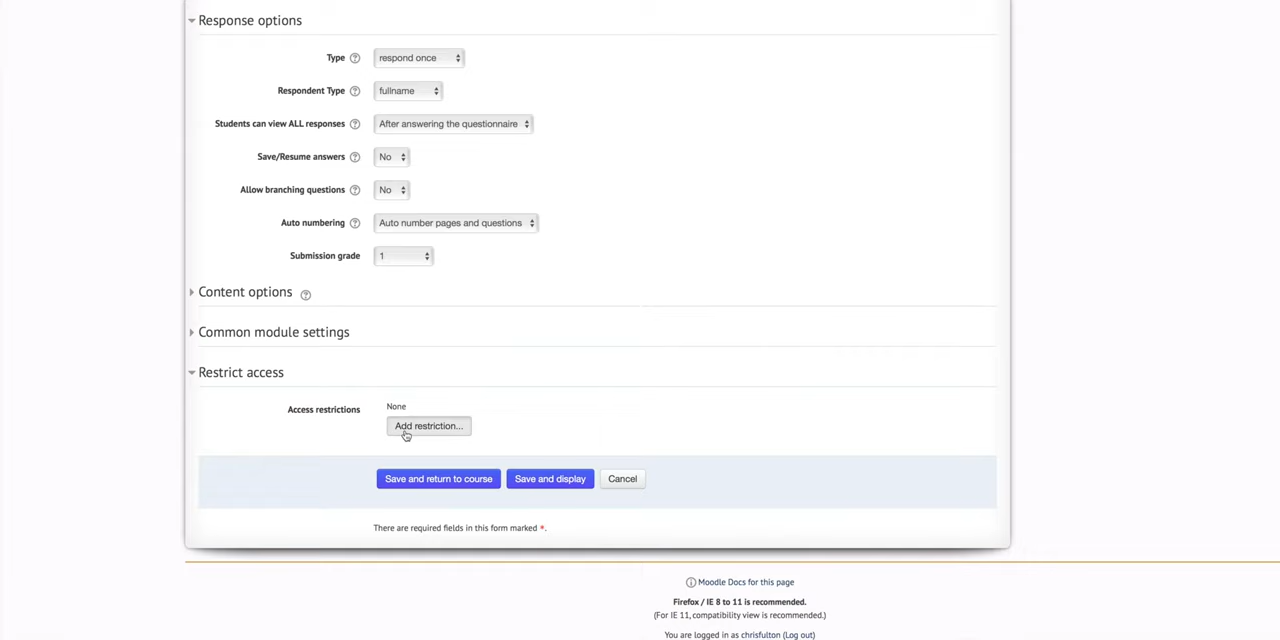 Response options
Type respond once
Respondent Type fullname
Students can view ALL responses After answering the questionnaire
Save/Resume answers No
Allow branching questions No
Auto numbering Auto number pages and questions
Submission grade 1
Content options
Common module settings
Restrict access
Access restrictions None
Add restriction...
Save and return to course Save and display Cancel
There are required fields in this form marked *.
Moodle Docs for this page
Firefox / IE 8 to 11 is recommended.
(For IE 11, compatibility view is recommended.)
You are logged in as chrisfulton (Log out)